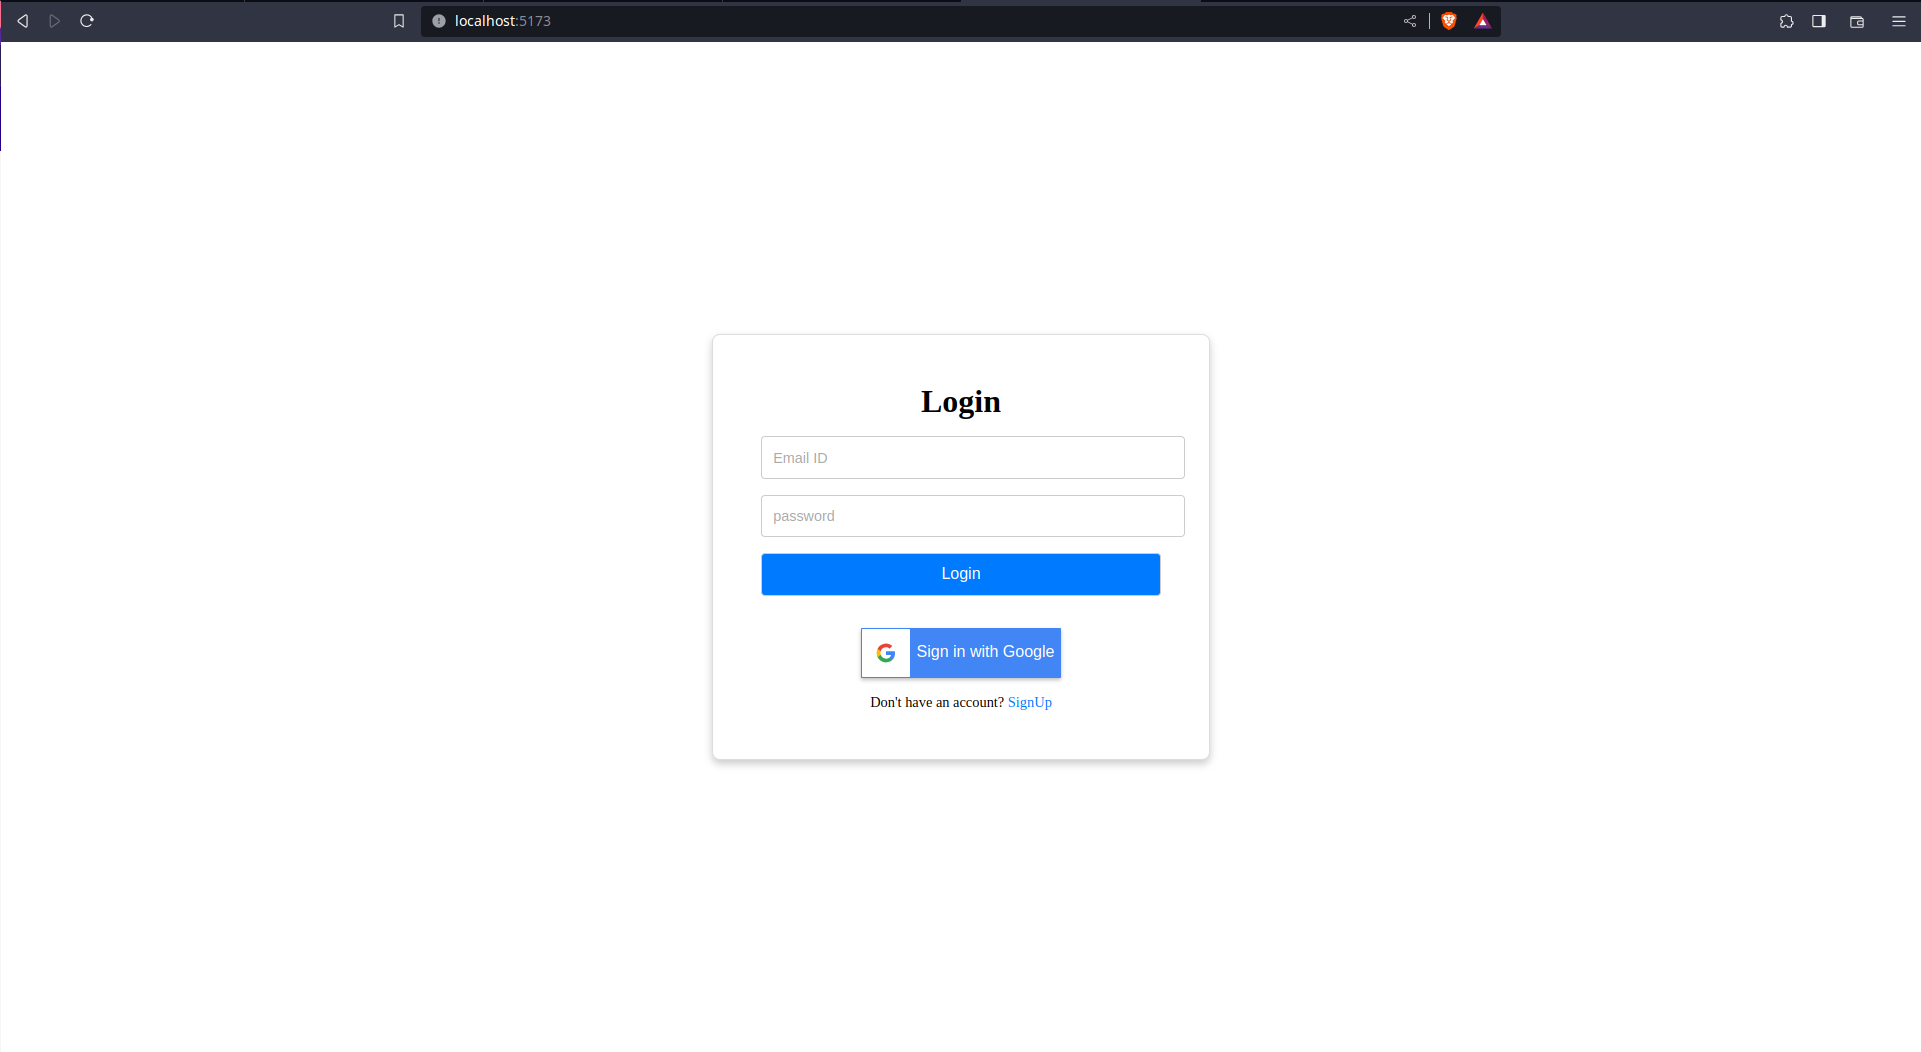 localhost:5173
Login
Email ID
password
Login
Sign in with Google
Don't have an account? SignUp